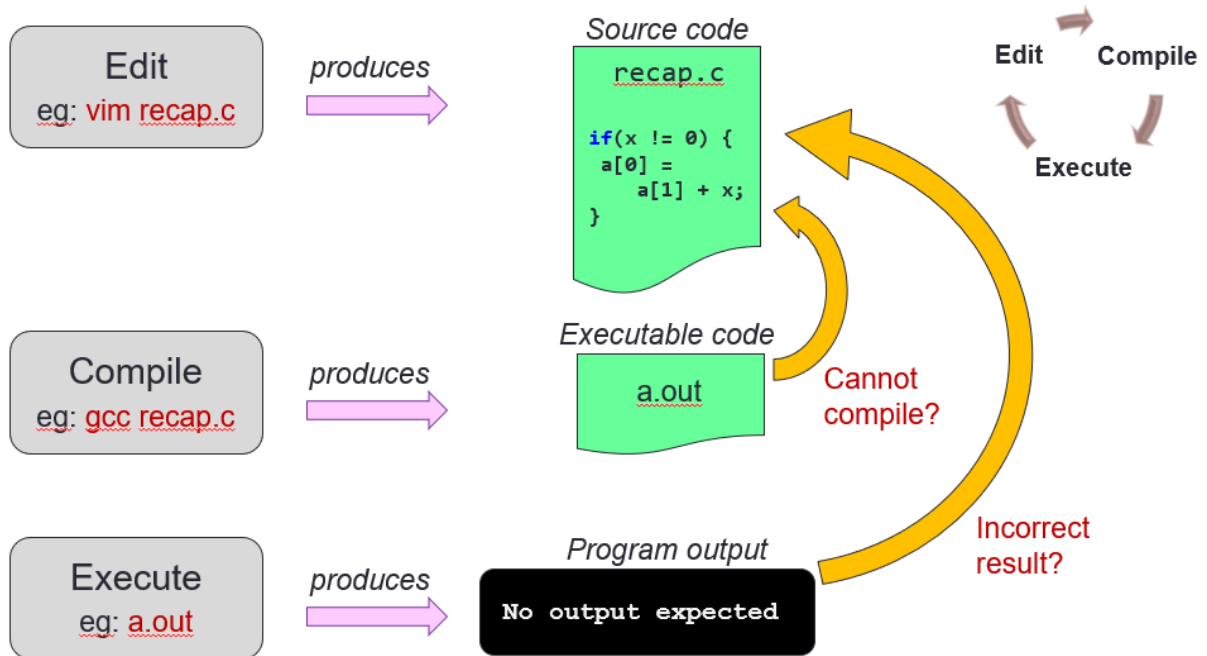 Edit
eg: vim recap.c
produces
Source code
recap.c
if(x != 0) {
a[0] =
a[1] + x;
}
Edit
Compile
Execute
Compile
eg: gcc recap.c
produces
Executable code
a.out
Cannot
compile?
Execute
eg: a.out
produces
Program output
No output expected
Incorrect
result?